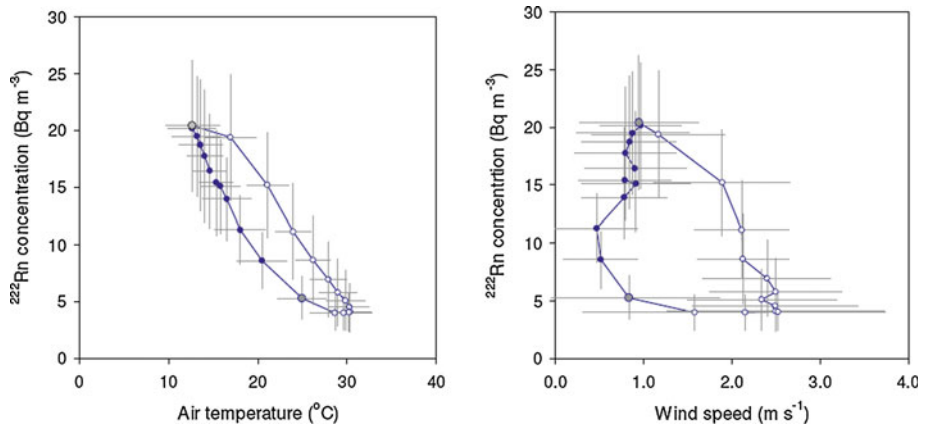 30
25
20
15
10
5
0
²²²Rn concentration (Bq m⁻³)
0 10 20 30 40
Air temperature (°C)
30
25
20
15
10
5
0
²²²Rn concentrtion (Bq m⁻³)
0.0 1.0 2.0 3.0 4.0
Wind speed (m s⁻¹)